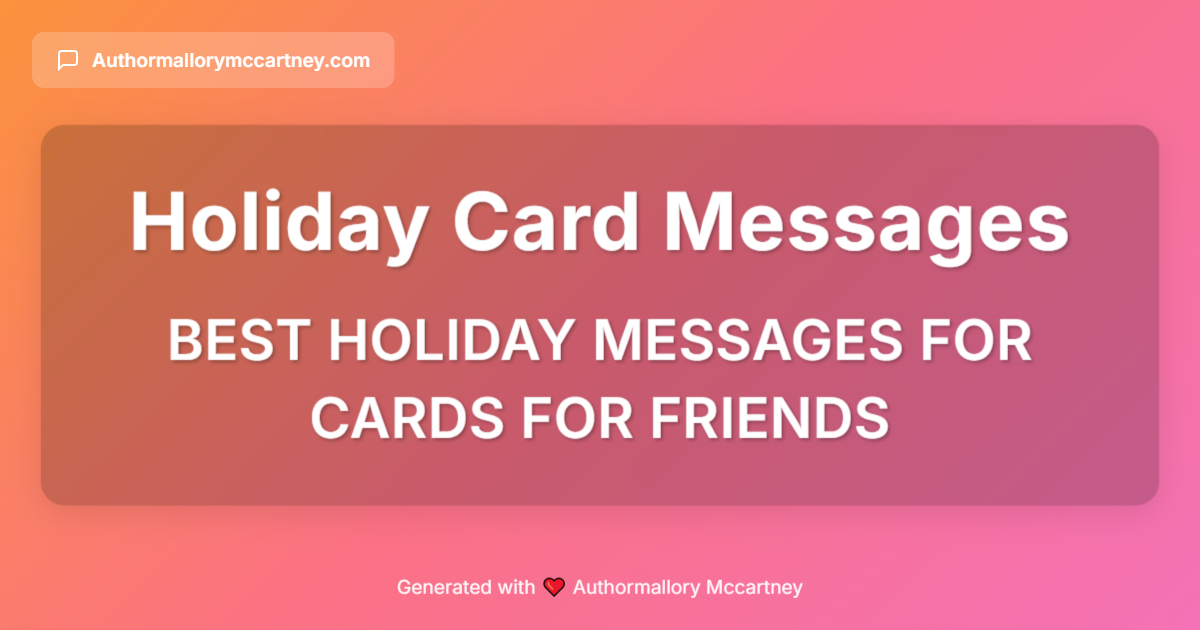 Authormallorymccartney.com
Holiday Card Messages
BEST HOLIDAY MESSAGES FOR
CARDS FOR FRIENDS
Generated with ❤️ Authormallory Mccartney